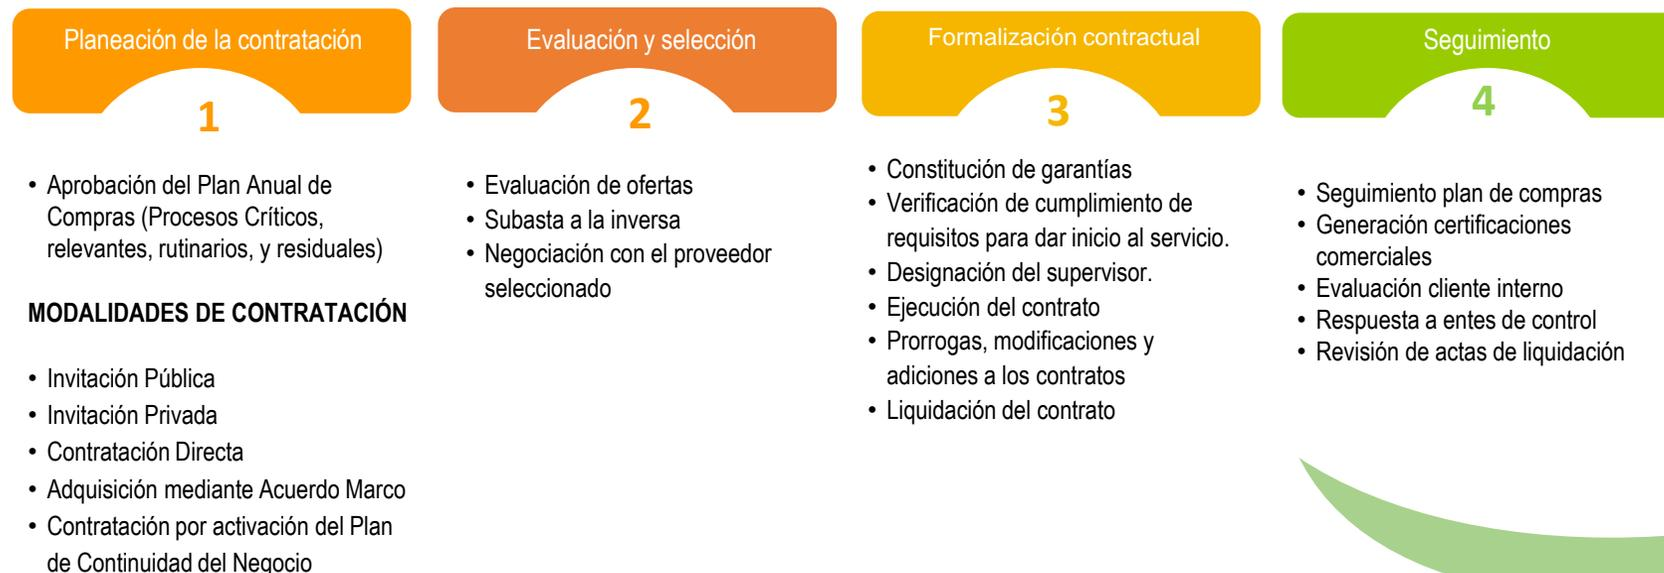 Planeación de la contratación
1
• Aprobación del Plan Anual de
Compras (Procesos Críticos,
relevantes, rutinarios, y residuales)
MODALIDADES DE CONTRATACIÓN
• Invitación Pública
• Invitación Privada
• Contratación Directa
• Adquisición mediante Acuerdo Marco
• Contratación por activación del Plan
de Continuidad del Negocio
Evaluación y selección
2
• Evaluación de ofertas
• Subasta a la inversa
• Negociación con el proveedor
seleccionado
Formalización contractual
3
• Constitución de garantías
• Verificación de cumplimiento de
requisitos para dar inicio al servicio.
• Designación del supervisor.
• Ejecución del contrato
• Prorrogas, modificaciones y
adiciones a los contratos
• Liquidación del contrato
Seguimiento
4
• Seguimiento plan de compras
• Generación certificaciones
comerciales
• Evaluación cliente interno
• Respuesta a entes de control
• Revisión de actas de liquidación